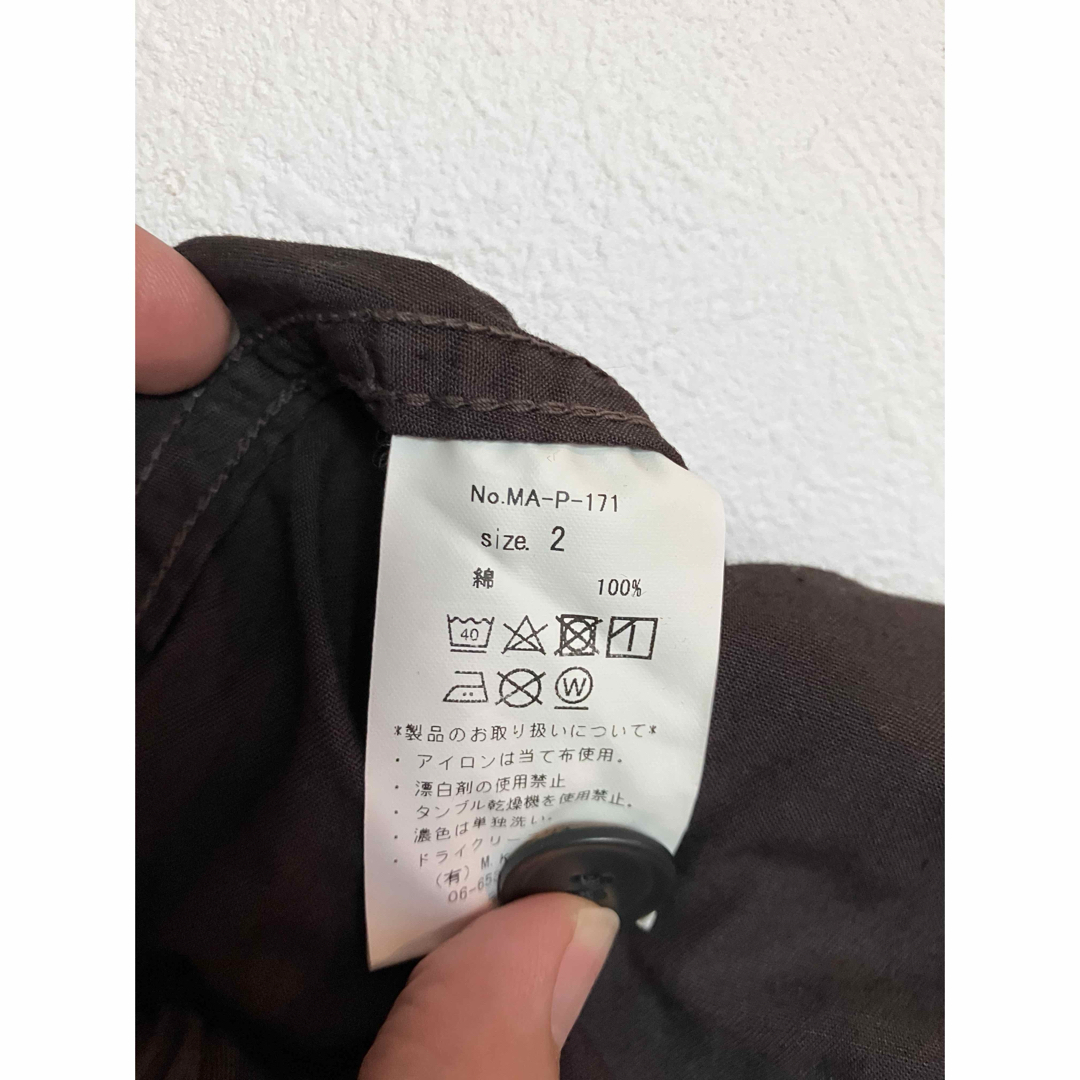 No.MA-P-171
size. 2
綿 100%
40
W
*製品のお取り扱いについて*
・アイロンは当て布使用。
・漂白剤の使用禁止
・タンブル乾燥機を使用禁止。
・濃色は単独洗い。
・ドライクリー
(有) M.
06-65